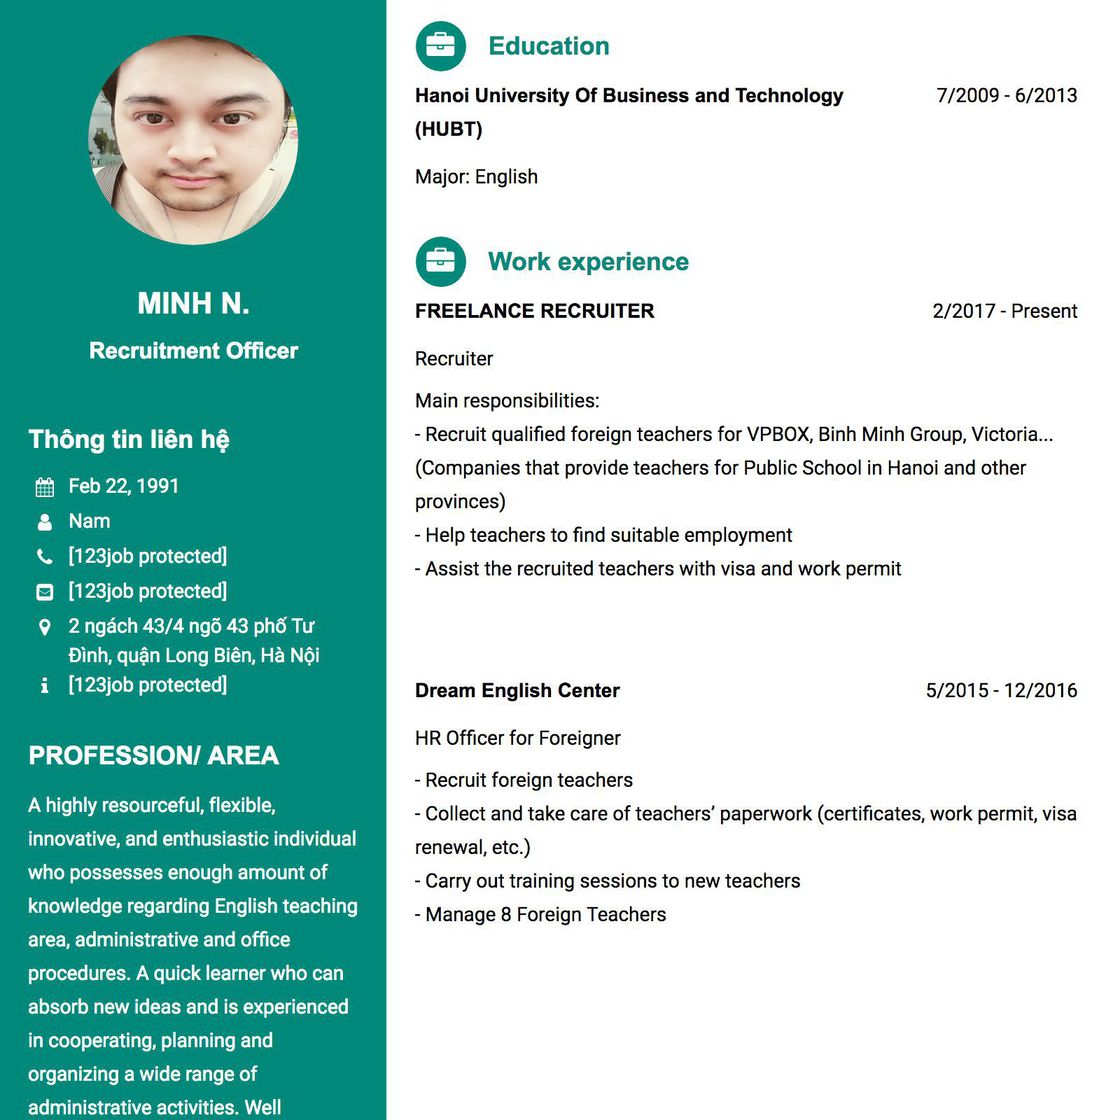 MINH N.
Recruitment Officer
Thông tin liên hệ
Feb 22, 1991
Nam
[123job protected]
[123job protected]
2 ngách 43/4 ngõ 43 phố Tư
Đình, quận Long Biên, Hà Nội
[123job protected]
PROFESSION/ AREA
A highly resourceful, flexible,
innovative, and enthusiastic individual
who possesses enough amount of
knowledge regarding English teaching
area, administrative and office
procedures. A quick learner who can
absorb new ideas and is experienced
in cooperating, planning and
organizing a wide range of
administrative activities. Well
Education
Hanoi University Of Business and Technology 7/2009 - 6/2013
(HUBT)
Major: English
Work experience
FREELANCE RECRUITER 2/2017 - Present
Recruiter
Main responsibilities:
- Recruit qualified foreign teachers for VPBOX, Binh Minh Group, Victoria...
(Companies that provide teachers for Public School in Hanoi and other
provinces)
- Help teachers to find suitable employment
- Assist the recruited teachers with visa and work permit
Dream English Center 5/2015 - 12/2016
HR Officer for Foreigner
- Recruit foreign teachers
- Collect and take care of teachers’ paperwork (certificates, work permit, visa
renewal, etc.)
- Carry out training sessions to new teachers
- Manage 8 Foreign Teachers